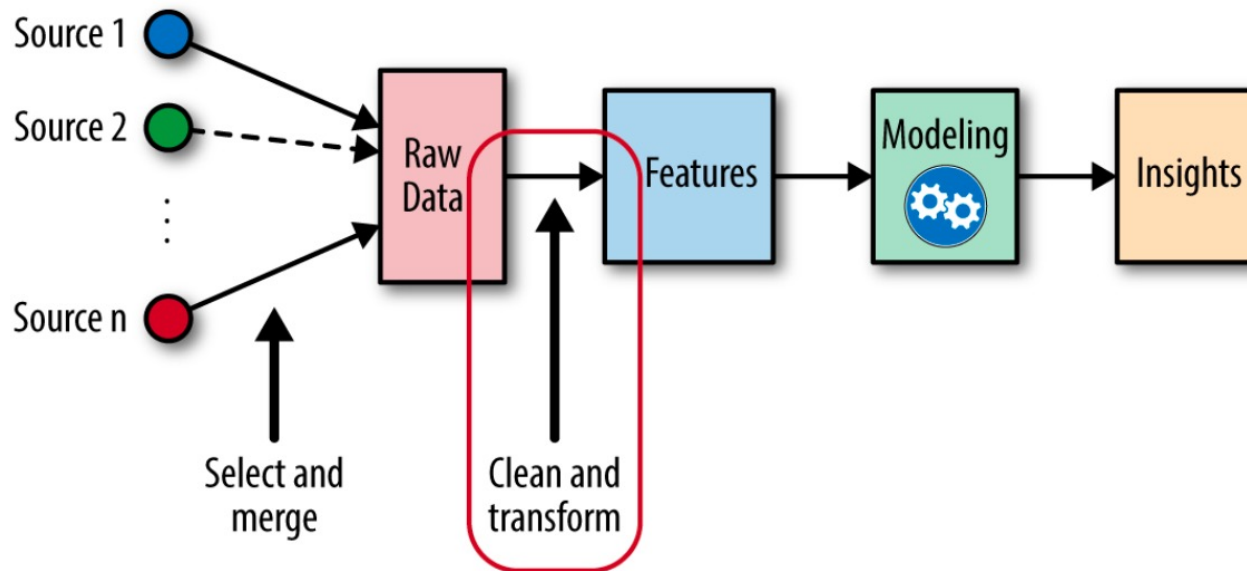 Source 1
Source 2
Source n
Raw
Data
Features
Modeling
Insights
Select and
merge
Clean and
transform